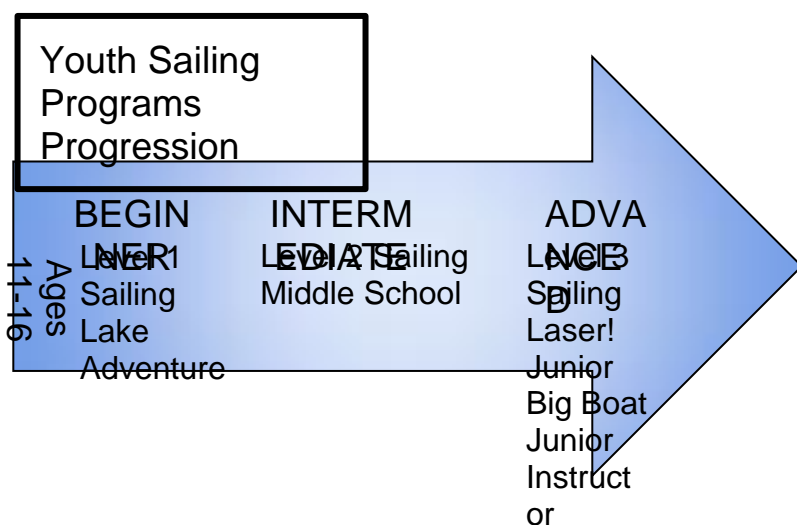 Youth Sailing
Programs
Progression
Ages
11-16
BEGIN
NER
Level 1
Sailing
Lake
Adventure
INTERM
EDIATE
Level 2 Sailing
Middle School
ADVA
NCE
D
Level 3
Sailing
Laser!
Junior
Big Boat
Junior
Instruct
or